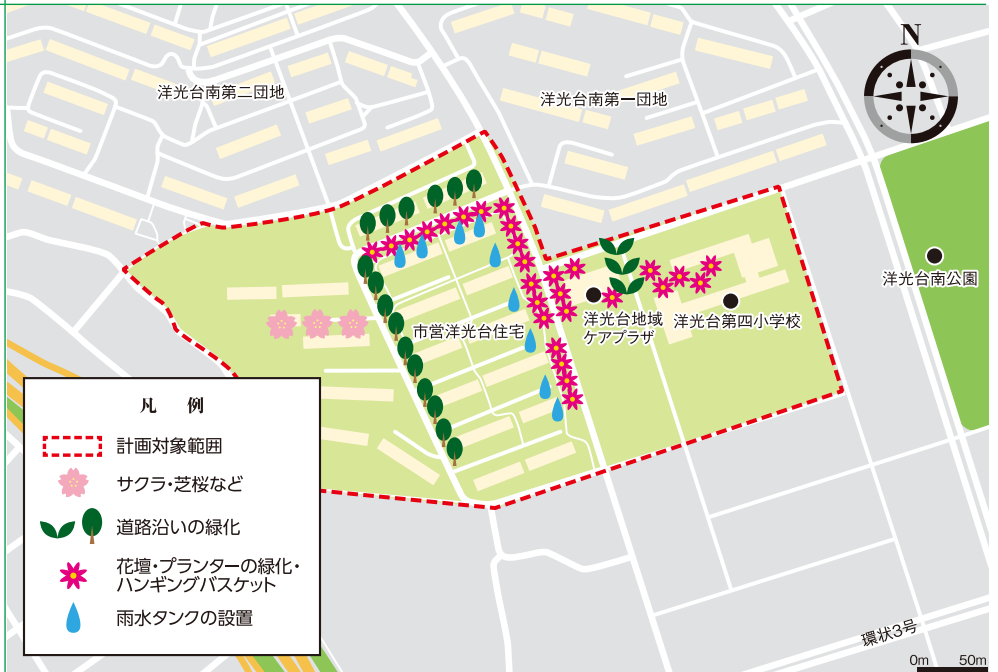 N
洋光台南第二団地
洋光台南第一団地
洋光台南公園
市営洋光台住宅
洋光台地域
ケアプラザ
洋光台第四小学校
凡 例
計画対象範囲
サクラ・芝桜など
道路沿いの緑化
花壇・プランターの緑化・
ハンギングバスケット
雨水タンクの設置
環状3号
0m 50m